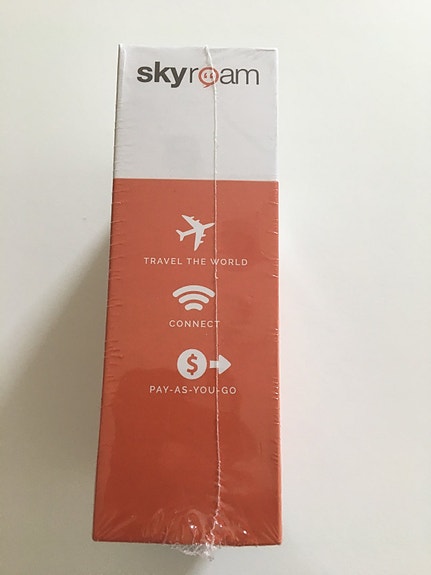 skyroam
TRAVEL THE WORLD
CONNECT
$
PAY-AS-YOU-GO